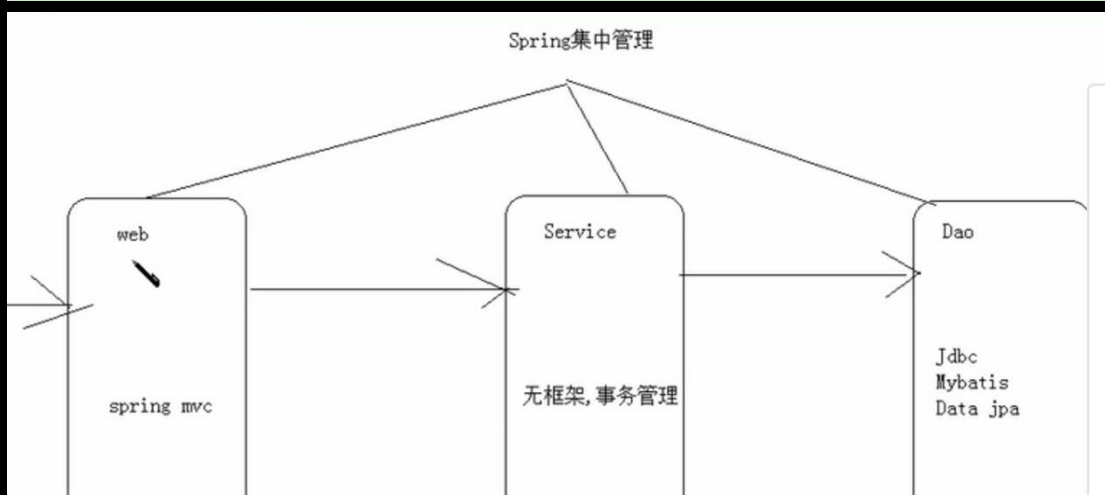 Spring集中管理
web
Service
Dao
spring mvc
无框架,事务管理
Jdbc
Mybatis
Data jpa